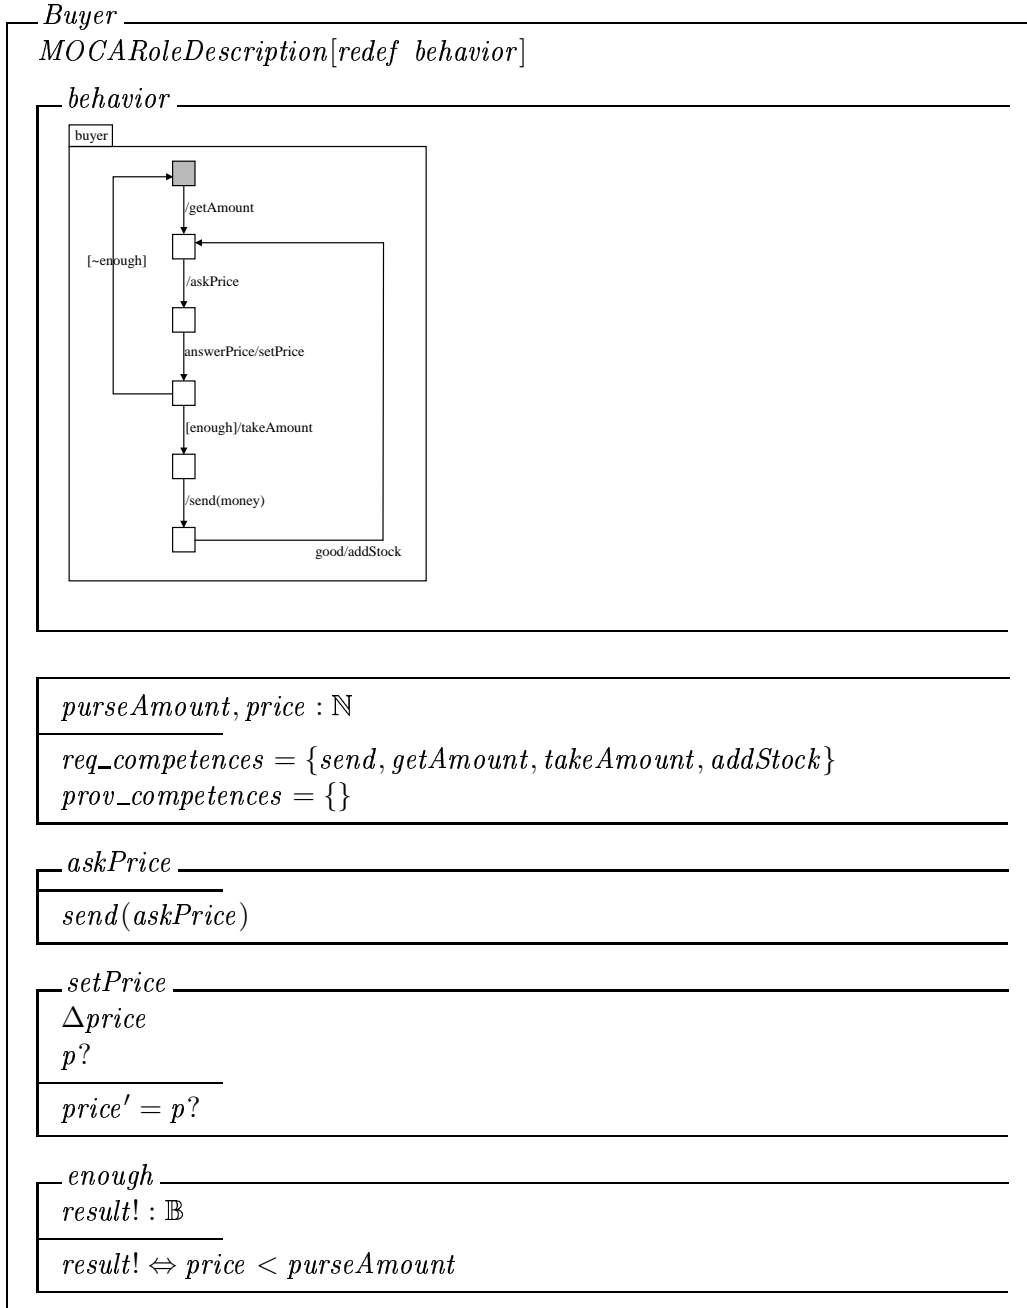 Buyer
MOCARoleDescription[redef behavior]
behavior
buyer
/getAmount
[~enough]
/askPrice
answerPrice/setPrice
[enough]/takeAmount
/send(money)
good/addStock
purseAmount, price : ℕ
req_competences = {send, getAmount, takeAmount, addStock}
prov_competences = {}
askPrice
send(askPrice)
setPrice
Δprice
p?
price′ = p?
enough
result! : 𝔹
result! ⇔ price < purseAmount